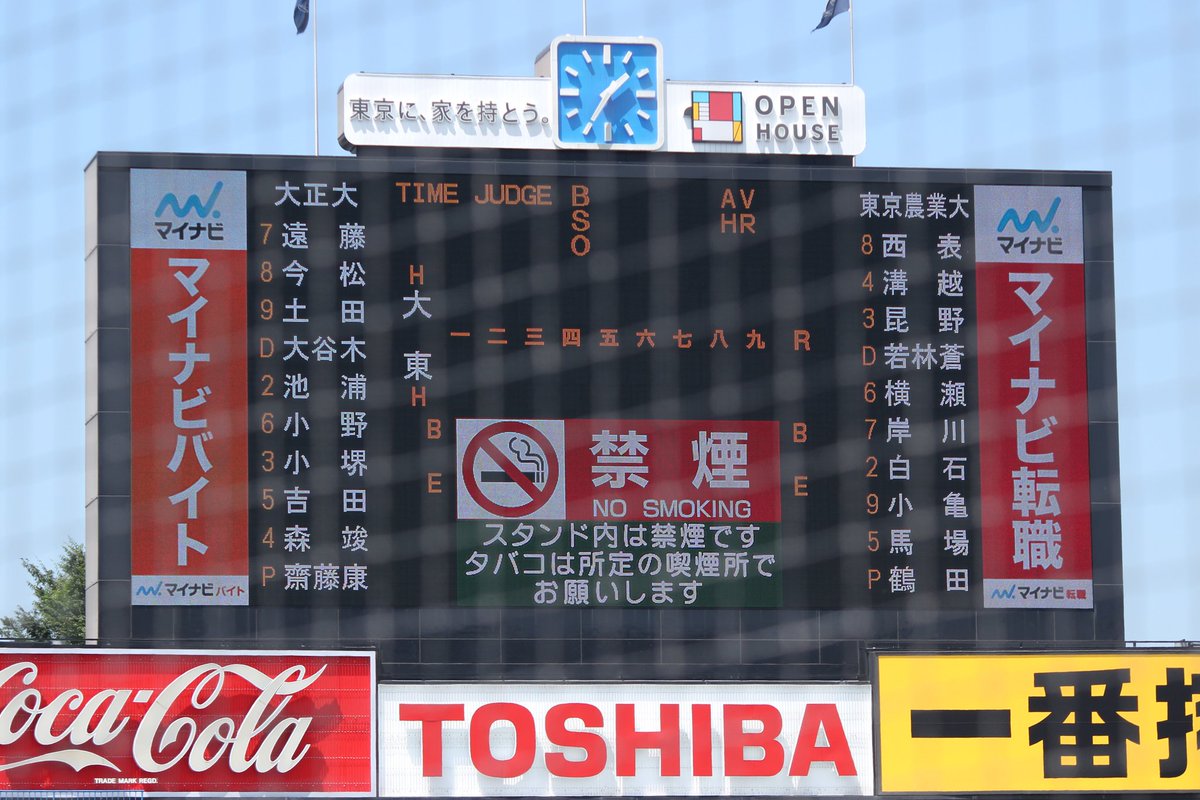 東京に、家を持とう。
OPEN
HOUSE
マイナビ
マイナビバイト
マイナビバイト
大正大
7 遠藤
8 今松
9 土田
D 大谷木
2 池浦
6 小野
3 小堺
5 吉田
4 森竣
P 齋藤康
TIME JUDGE
B
S
O
AV
HR
H
大
東
H
一 二 三 四 五 六 七 八 九 R
B
E
B
E
禁煙
NO SMOKING
スタンド内は禁煙です
タバコは所定の喫煙所で
お願いします
東京農業大
8 西表
4 溝越
3 昆野
D 若林蒼
6 横瀬
7 岸川
2 白石
9 小亀
5 馬場
P 鶴田
マイナビ
マイナビ転職
マイナビ転職
Coca-Cola
TRADE MARK REGD.
TOSHIBA
一番搾